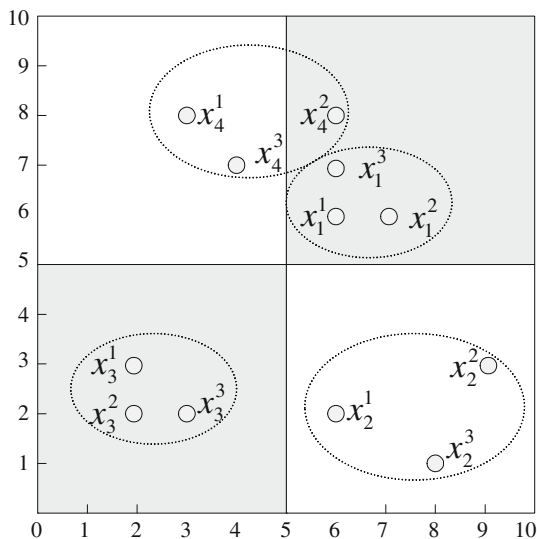 10
9
8
x_4^1
x_4^2
7
x_4^3
x_1^3
6
x_1^1
x_1^2
5
4
3
x_3^1
x_2^2
2
x_3^2
x_3^3
x_2^1
1
x_2^3
0 1 2 3 4 5 6 7 8 9 10